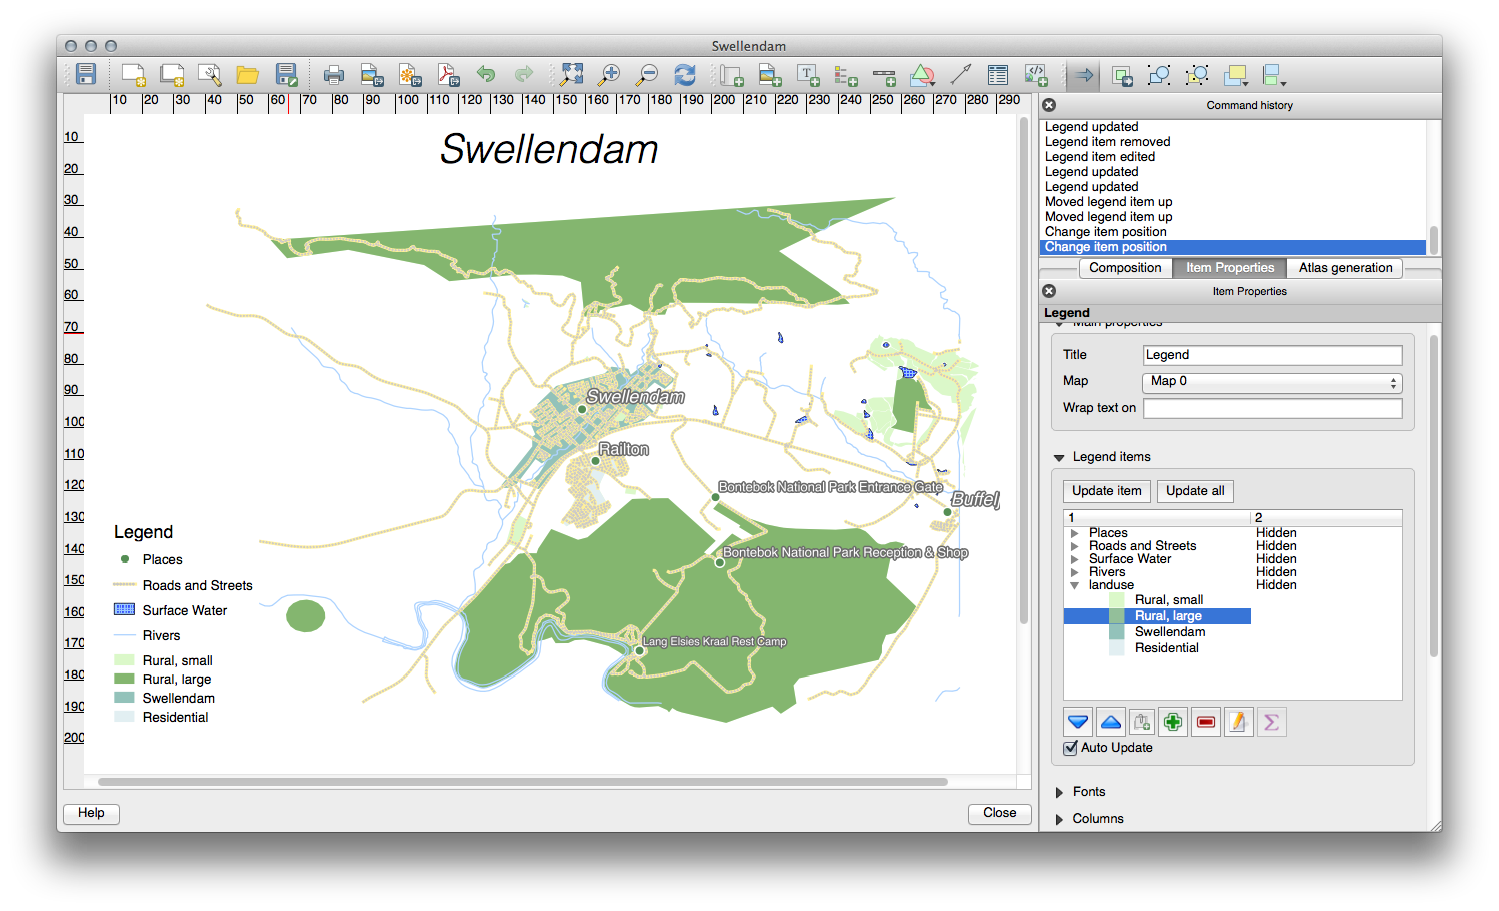 Swellendam
10 20 30 40 50 60 70 80 90 100 110 120 130 140 150 160 170 180 190 200 210 220 230 240 250 260 270 280 290
10
20
30
40
50
60
70
80
90
100
110
120
130
140
150
160
170
180
190
200
Swellendam
Swellendam
Railton
Bontebok National Park Entrance Gate
Buffelj
Bontebok National Park Reception & Shop
Lang Elsies Kraal Rest Camp
Legend
Places
Roads and Streets
Surface Water
Rivers
Rural, small
Rural, large
Swellendam
Residential
Help
Close
Command history
Legend updated
Legend item removed
Legend item edited
Legend updated
Legend updated
Moved legend item up
Moved legend item up
Change item position
Change item position
Composition Item Properties Atlas generation
Item Properties
Legend
Main properties
Title Legend
Map Map 0
Wrap text on
Legend items
Update item Update all
1 2
Places Hidden
Roads and Streets Hidden
Surface Water Hidden
Rivers Hidden
landuse Hidden
Rural, small
Rural, large
Swellendam
Residential
Σ
Auto Update
Fonts
Columns